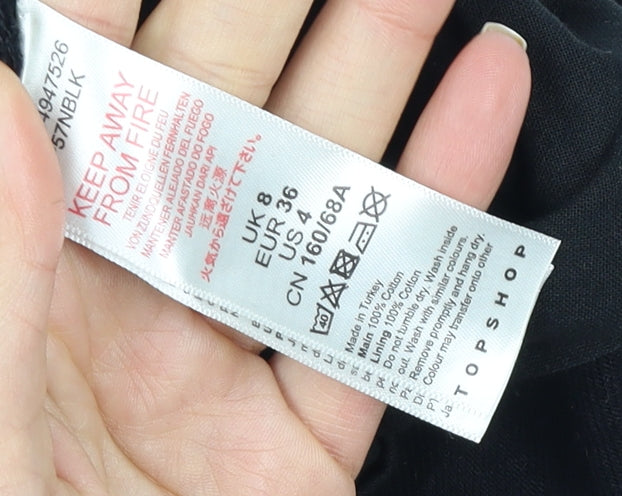 4947526
57NBLK
KEEP AWAY
FROM FIRE
TENIR ELOIGNE DU FEU
VON ZUNDQUELLEN FERNHALTEN
MANTENER ALEJADO DEL FUEGO
MANTER AFASTADO DO FOGO
JAUHKAN DARI API
远离火源
火気から遠ざけて下さい。
UK 8
EUR 36
US 4
CN 160/68A
40
Made in Turkey
Main 100% Cotton
Lining 100% Cotton
Do not tumble dry. Wash inside
out. Wash with similar colours.
Remove promptly and hang dry.
Colour may transfer onto other
TOPSHOP